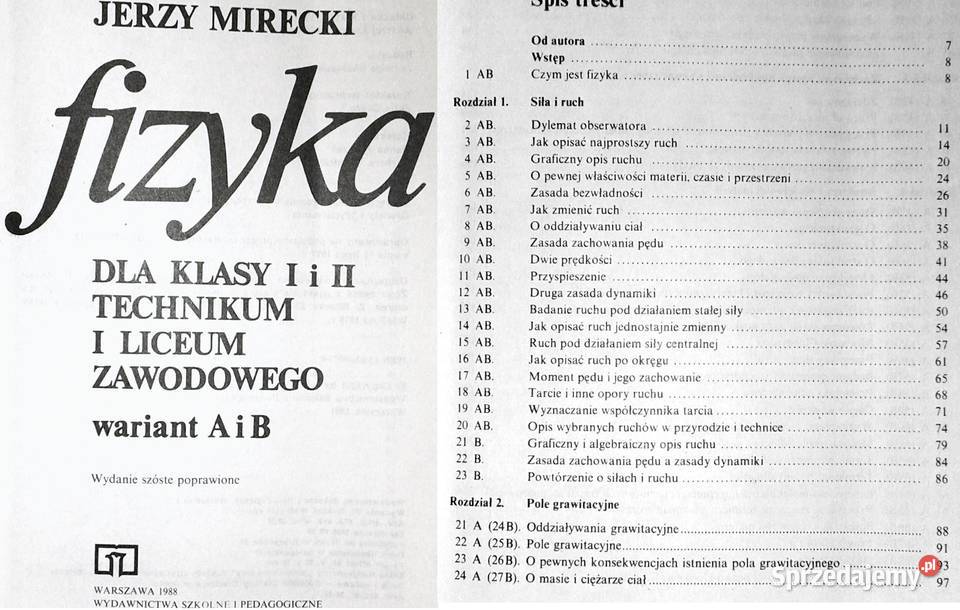 JERZY MIRECKI
fizyka
DLA KLASY I i II
TECHNIKUM
I LICEUM
ZAWODOWEGO
wariant A i B
Wydanie szóste poprawione
WARSZAWA 1988
WYDAWNICTWA SZKOLNE I PEDAGOGICZNE
Spis treści
Od autora 7
Wstęp 8
1 AB Czym jest fizyka 8
Rozdział 1. Siła i ruch
2 AB. Dylemat obserwatora 11
3 AB. Jak opisać najprostszy ruch 14
4 AB. Graficzny opis ruchu 20
5 AB. O pewnej właściwości materii, czasie i przestrzeni 24
6 AB. Zasada bezwładności 26
7 AB. Jak zmienić ruch 31
8 AB. O oddziaływaniu ciał 35
9 AB. Zasada zachowania pędu 38
10 AB. Dwie prędkości 41
11 AB. Przyspieszenie 44
12 AB. Druga zasada dynamiki 46
13 AB. Badanie ruchu pod działaniem stałej siły 50
14 AB. Jak opisać ruch jednostajnie zmienny 54
15 AB. Ruch pod działaniem siły centralnej 57
16 AB. Jak opisać ruch po okręgu 61
17 AB. Moment pędu i jego zachowanie 65
18 AB. Tarcie i inne opory ruchu 68
19 AB. Wyznaczanie współczynnika tarcia 71
20 AB. Opis wybranych ruchów w przyrodzie i technice 74
21 B. Graficzny i algebraiczny opis ruchu 79
22 B. Zasada zachowania pędu a zasady dynamiki 84
23 B. Powtórzenie o siłach i ruchu 86
Rozdział 2. Pole grawitacyjne
21 A (24 B). Oddziaływania grawitacyjne 88
22 A (25 B). Pole grawitacyjne 91
23 A (26 B). O pewnych konsekwencjach istnienia pola grawitacyjnego 93
24 A (27 B). O masie i ciężarze ciał 97
Sprzedajemy.pl